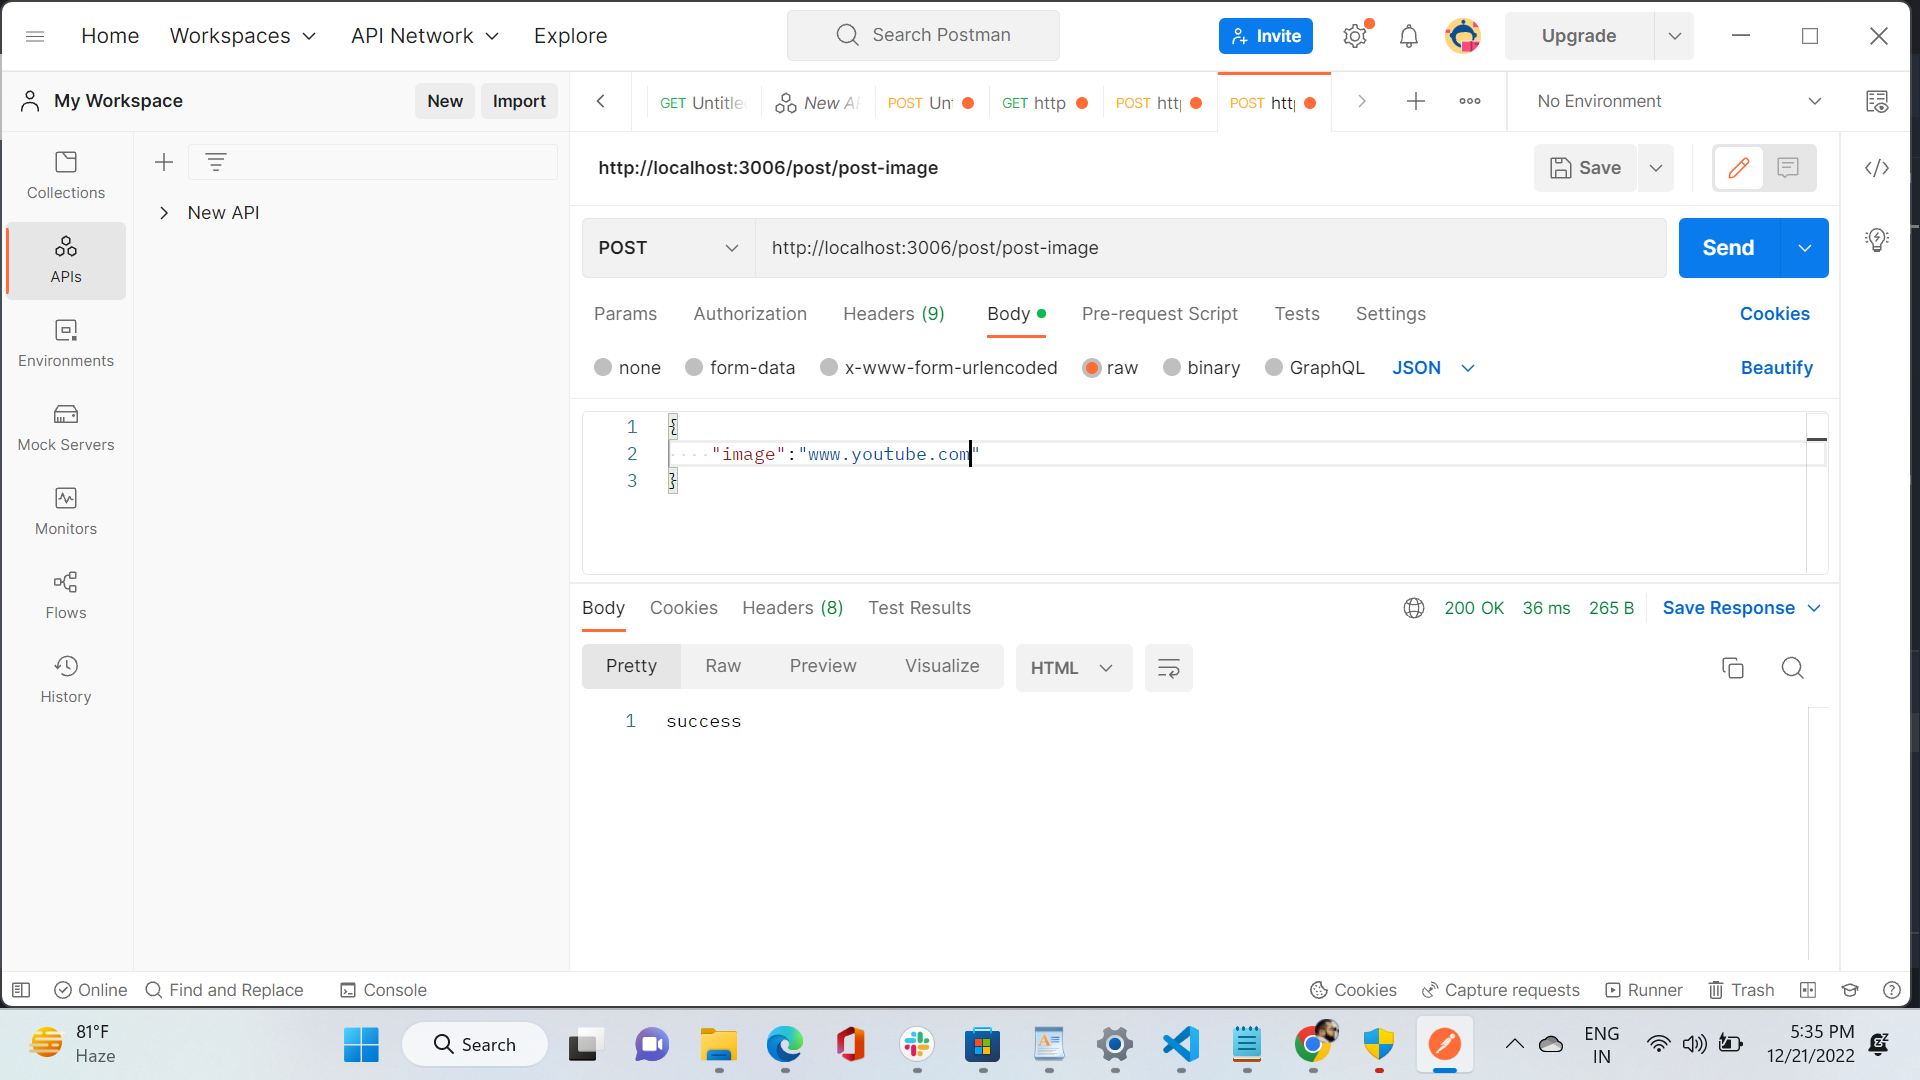 Home
Workspaces
API Network
Explore
Search Postman
Invite
Upgrade
My Workspace
New
Import
GET Untitle
New AP
POST Un
GET http
POST htt
POST htt
No Environment
Collections
APIs
Environments
Mock Servers
Monitors
Flows
History
New API
http://localhost:3006/post/post-image
Save
POST
http://localhost:3006/post/post-image
Send
Params
Authorization
Headers (9)
Body
Pre-request Script
Tests
Settings
Cookies
none
form-data
x-www-form-urlencoded
raw
binary
GraphQL
JSON
Beautify
1 {
2 "image":"www.youtube.com"
3 }
Body
Cookies
Headers (8)
Test Results
200 OK
36 ms
265 B
Save Response
Pretty
Raw
Preview
Visualize
HTML
1 success
Online
Find and Replace
Console
Cookies
Capture requests
Runner
Trash
81°F
Haze
Search
ENG
IN
5:35 PM
12/21/2022